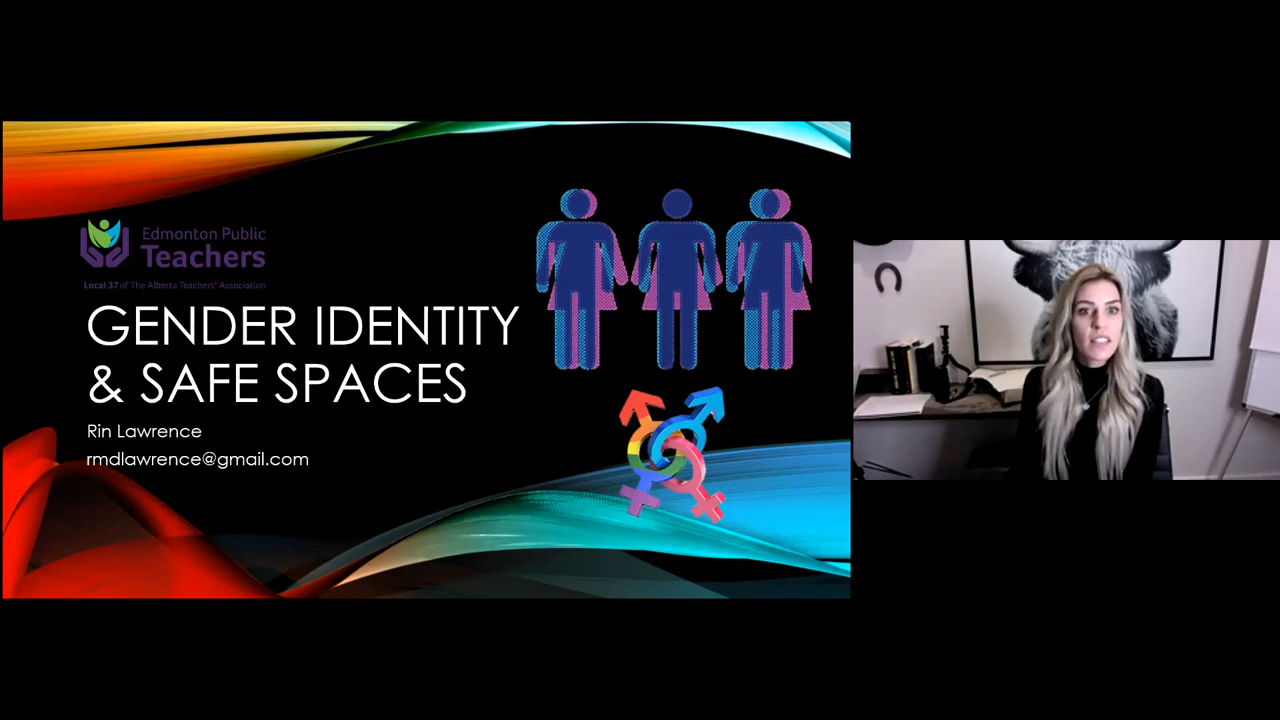 Edmonton Public
Teachers
Local 37 of The Alberta Teachers' Association
GENDER IDENTITY
& SAFE SPACES
Rin Lawrence
rmdlawrence@gmail.com